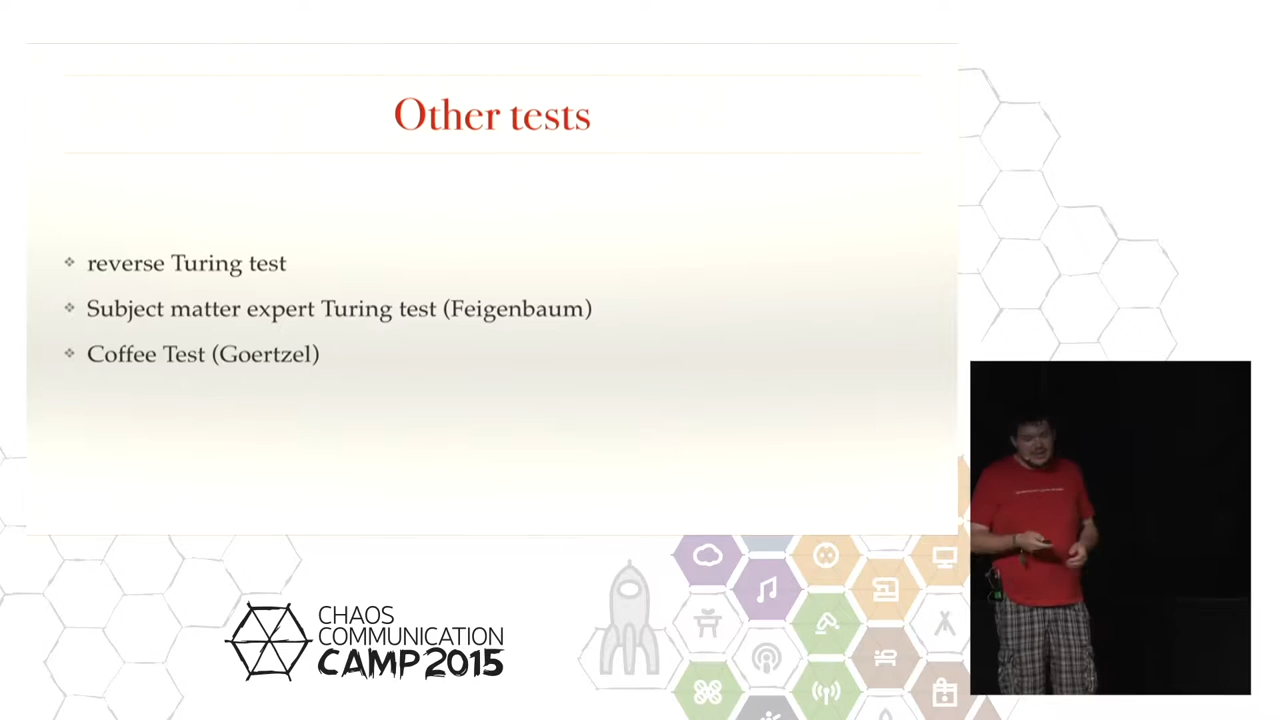 Other tests
reverse Turing test
Subject matter expert Turing test (Feigenbaum)
Coffee Test (Goertzel)
CHAOS
COMMUNICATION
CAMP 2015